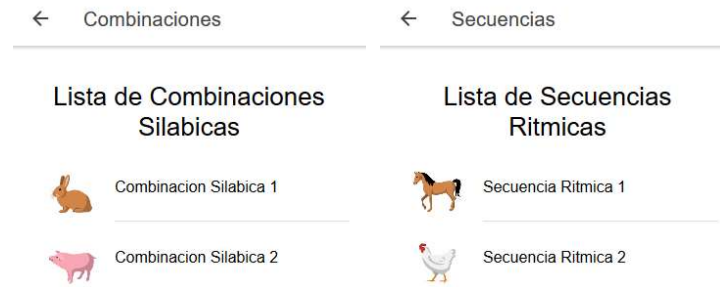 Combinaciones
Lista de Combinaciones
Silabicas
Combinacion Silabica 1
Combinacion Silabica 2
Secuencias
Lista de Secuencias
Ritmicas
Secuencia Ritmica 1
Secuencia Ritmica 2